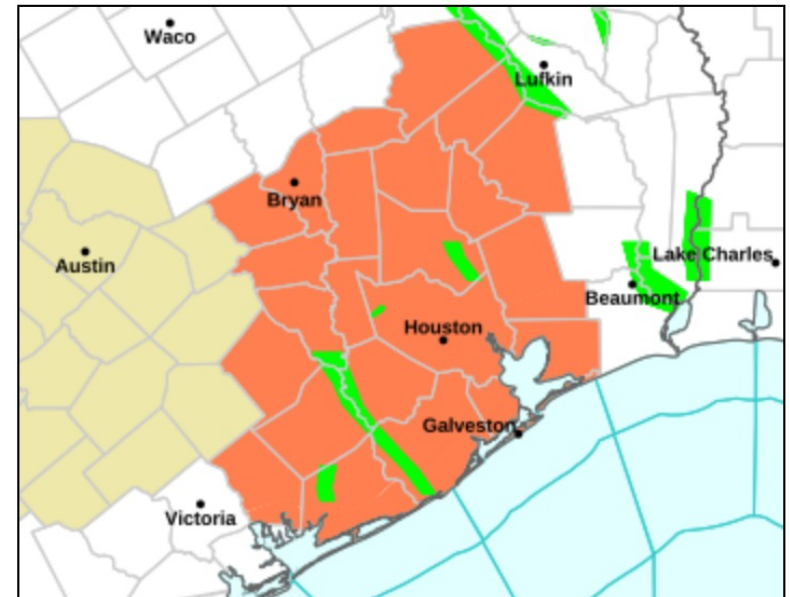 Waco
Lufkin
Bryan
Austin
Lake Charles
Beaumont
Houston
Galveston
Victoria